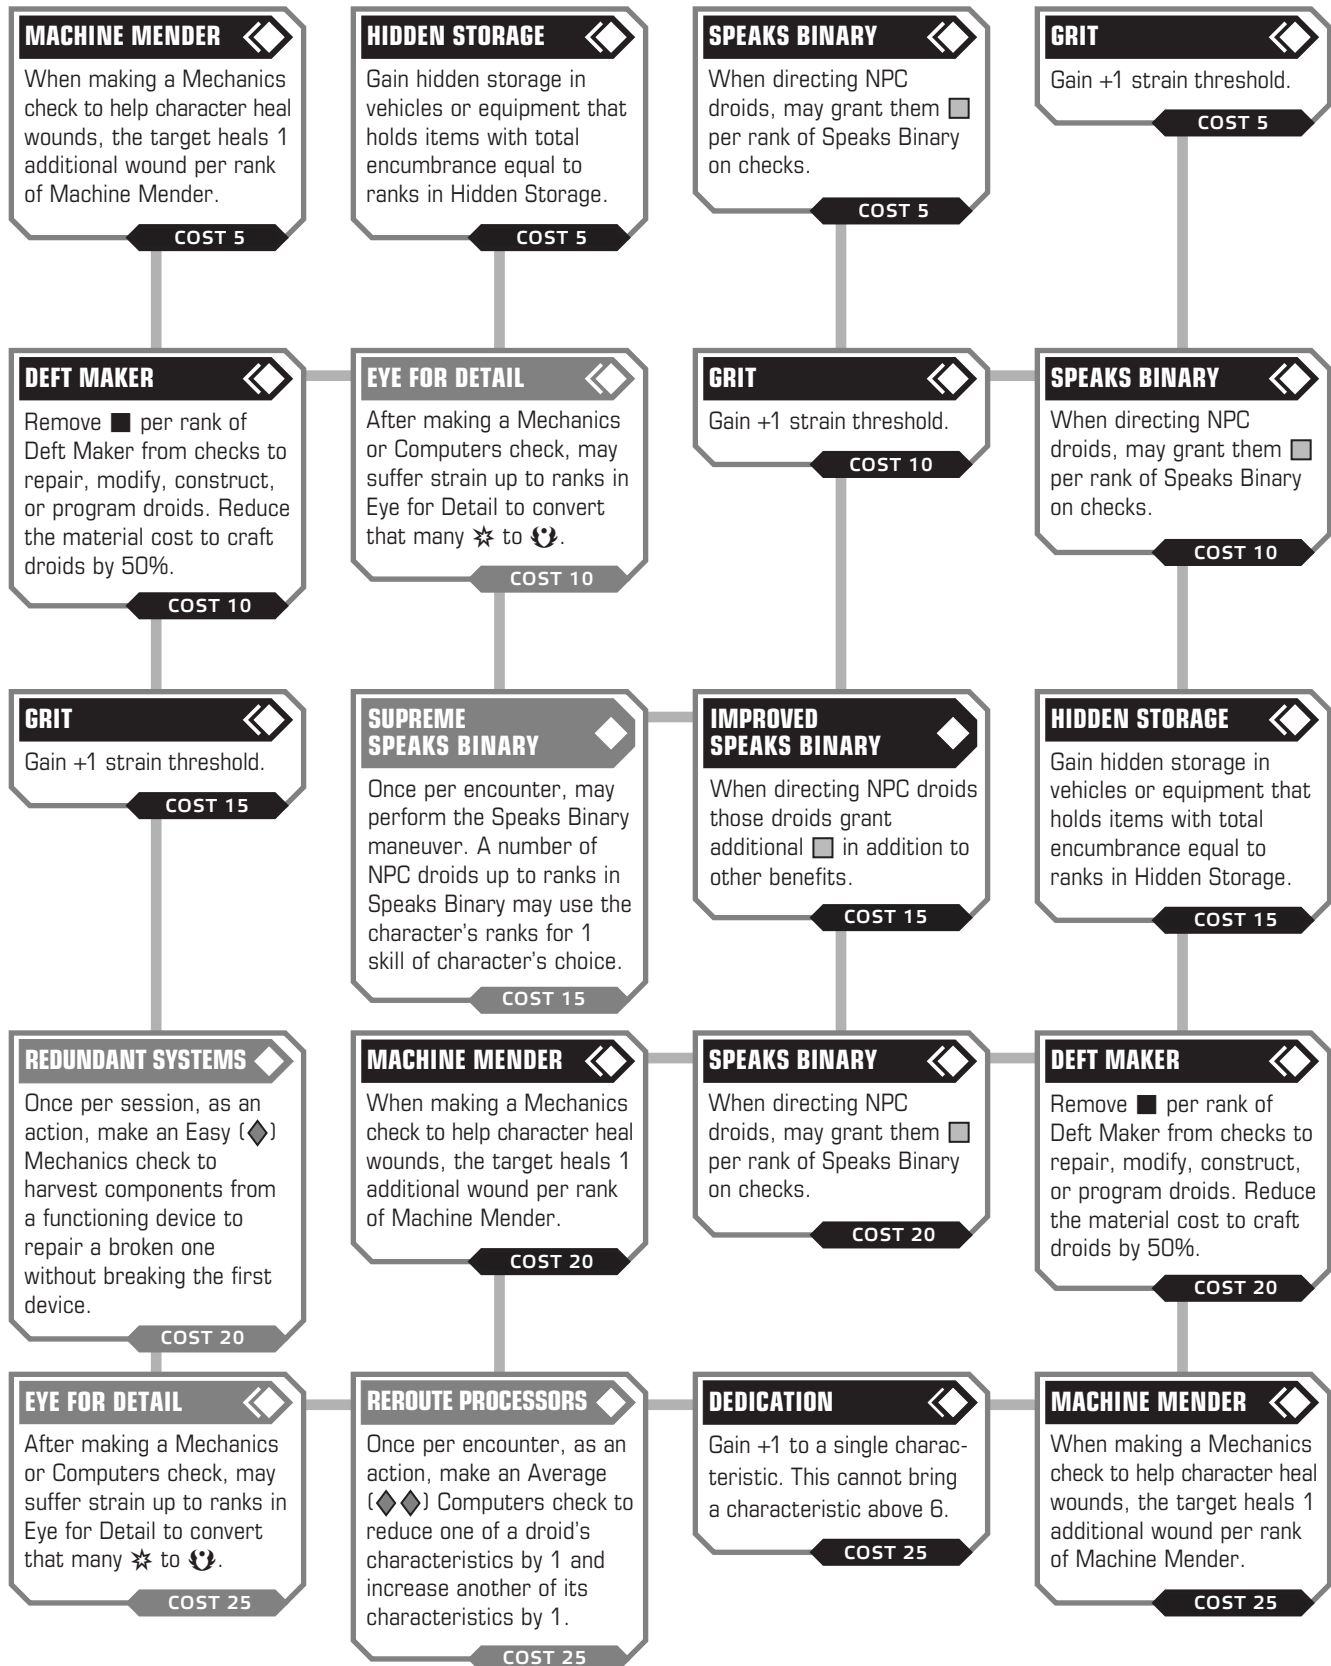 MACHINE MENDER
When making a Mechanics
check to help character heal
wounds, the target heals 1
additional wound per rank
of Machine Mender.
COST 5
HIDDEN STORAGE
Gain hidden storage in
vehicles or equipment that
holds items with total
encumbrance equal to
ranks in Hidden Storage.
COST 5
SPEAKS BINARY
When directing NPC
droids, may grant them
per rank of Speaks Binary
on checks.
COST 5
GRIT
Gain +1 strain threshold.
COST 5
DEFT MAKER
Remove ■ per rank of
Deft Maker from checks to
repair, modify, construct,
or program droids. Reduce
the material cost to craft
droids by 50%.
COST 10
EYE FOR DETAIL
After making a Mechanics
or Computers check, may
suffer strain up to ranks in
Eye for Detail to convert
that many to .
COST 10
GRIT
Gain +1 strain threshold.
COST 10
SPEAKS BINARY
When directing NPC
droids, may grant them
per rank of Speaks Binary
on checks.
COST 10
GRIT
Gain +1 strain threshold.
COST 15
SUPREME
SPEAKS BINARY
Once per encounter, may
perform the Speaks Binary
maneuver. A number of
NPC droids up to ranks in
Speaks Binary may use the
character's ranks for 1
skill of character's choice.
COST 15
IMPROVED
SPEAKS BINARY
When directing NPC droids
those droids grant
additional in addition to
other benefits.
COST 15
HIDDEN STORAGE
Gain hidden storage in
vehicles or equipment that
holds items with total
encumbrance equal to
ranks in Hidden Storage.
COST 15
REDUNDANT SYSTEMS
Once per session, as an
action, make an Easy (◆)
Mechanics check to
harvest components from
a functioning device to
repair a broken one
without breaking the first
device.
COST 20
MACHINE MENDER
When making a Mechanics
check to help character heal
wounds, the target heals 1
additional wound per rank
of Machine Mender.
COST 20
SPEAKS BINARY
When directing NPC
droids, may grant them
per rank of Speaks Binary
on checks.
COST 20
DEFT MAKER
Remove ■ per rank of
Deft Maker from checks to
repair, modify, construct,
or program droids. Reduce
the material cost to craft
droids by 50%.
COST 20
EYE FOR DETAIL
After making a Mechanics
or Computers check, may
suffer strain up to ranks in
Eye for Detail to convert
that many to .
COST 25
REROUTE PROCESSORS
Once per encounter, as an
action, make an Average
(◆◆) Computers check to
reduce one of a droid's
characteristics by 1 and
increase another of its
characteristics by 1.
COST 25
DEDICATION
Gain +1 to a single charac-
teristic. This cannot bring
a characteristic above 6.
COST 25
MACHINE MENDER
When making a Mechanics
check to help character heal
wounds, the target heals 1
additional wound per rank
of Machine Mender.
COST 25